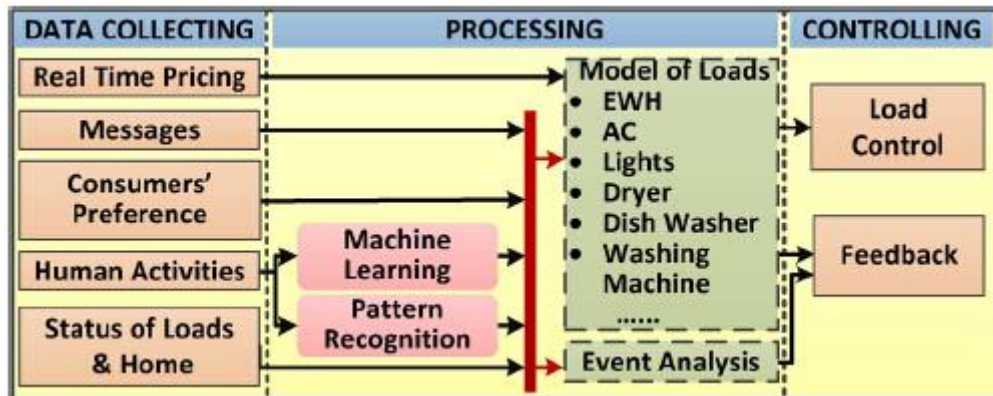 DATA COLLECTING
PROCESSING
CONTROLLING
Real Time Pricing
Messages
Consumers'
Preference
Human Activities
Status of Loads
& Home
Machine
Learning
Pattern
Recognition
Model of Loads
• EWH
• AC
• Lights
• Dryer
• Dish Washer
• Washing
Machine
......
Event Analysis
Load
Control
Feedback